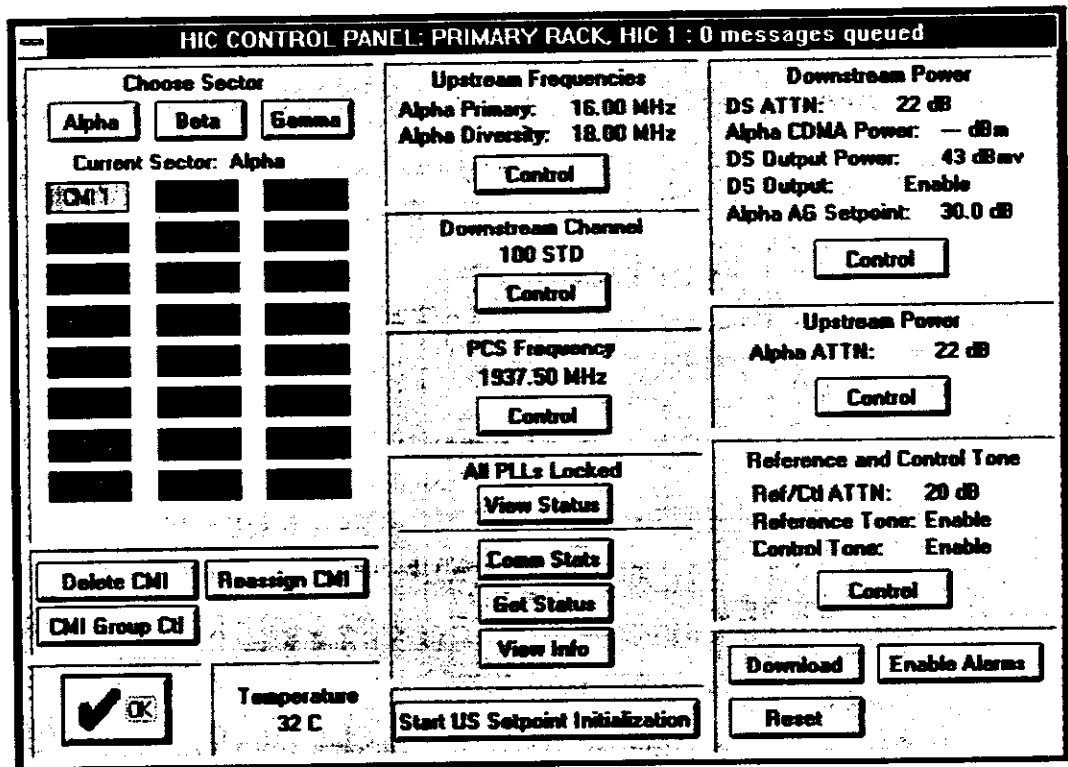 HIC CONTROL PANEL: PRIMARY RACK, HIC 1 : 0 messages queued
Choose Sector
Alpha Beta Gamma
Current Sector: Alpha
CMI 1
Delete CMI Reassign CMI
CMI Group Ctl
OK
Temperature
32 C
Upstream Frequencies
Alpha Primary: 16.00 MHz
Alpha Diversity: 18.00 MHz
Control
Downstream Channel
100 STD
Control
PCS Frequency
1937.50 MHz
Control
All PLLs Locked
View Status
Comm Stats
Get Status
View Info
Start US Setpoint Initialization
Downstream Power
DS ATTN: 22 dB
Alpha CDMA Power: — dBm
DS Output Power: 43 dBmv
DS Output: Enable
Alpha AG Setpoint: 30.0 dB
Control
Upstream Power
Alpha ATTN: 22 dB
Control
Reference and Control Tone
Ref/Ctl ATTN: 20 dB
Reference Tone: Enable
Control Tone: Enable
Control
Download Enable Alarms
Reset